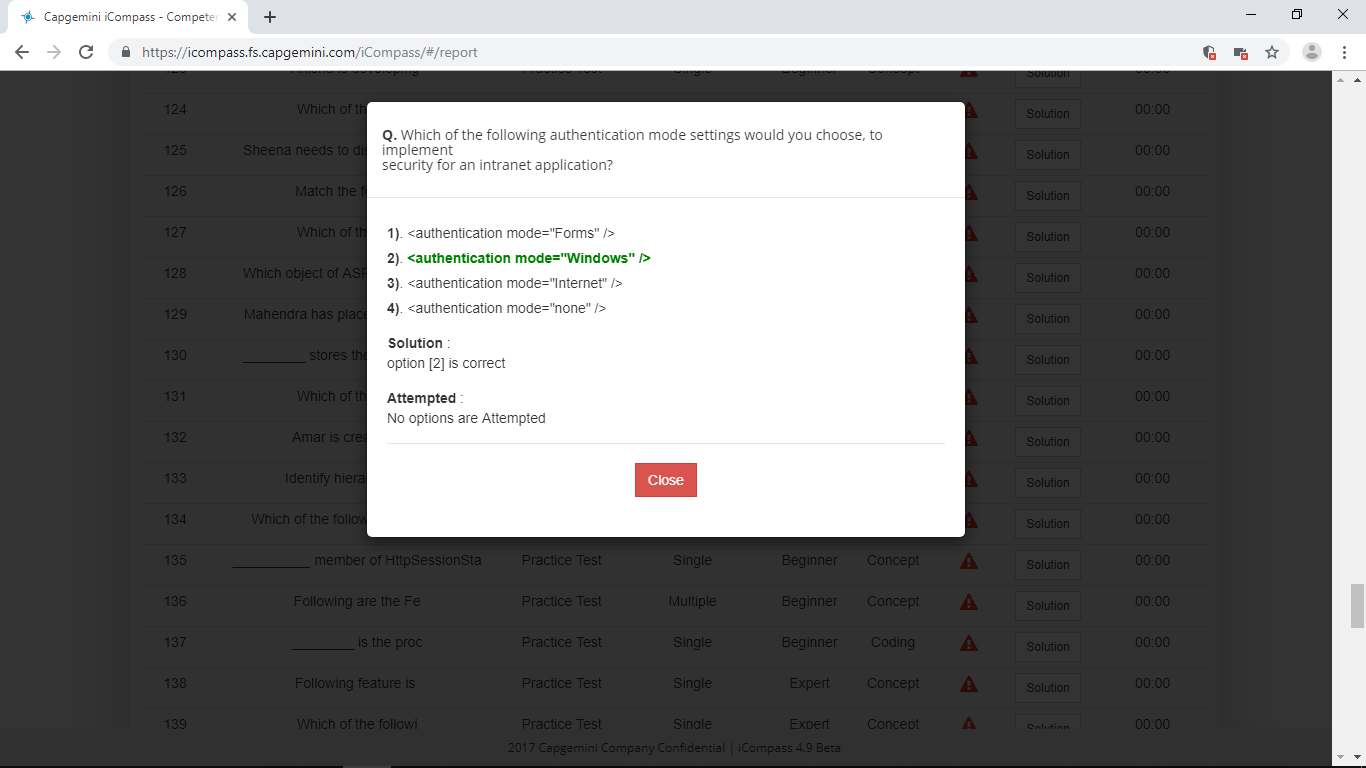 Capgemini iCompass - Competen
https://icompass.fs.capgemini.com/iCompass/#/report
124 Which of th Solution 00:00
125 Sheena needs to dis Solution 00:00
126 Match the f Solution 00:00
127 Which of th Solution 00:00
128 Which object of ASP Solution 00:00
129 Mahendra has place Solution 00:00
130 ________ stores the Solution 00:00
131 Which of th Solution 00:00
132 Amar is crea Solution 00:00
133 Identify hiera Solution 00:00
134 Which of the follow Solution 00:00
Q. Which of the following authentication mode settings would you choose, to
implement
security for an intranet application?
1). <authentication mode="Forms" />
2). <authentication mode="Windows" />
3). <authentication mode="Internet" />
4). <authentication mode="none" />
Solution :
option [2] is correct
Attempted :
No options are Attempted
Close
135 __________ member of HttpSessionSta Practice Test Single Beginner Concept Solution 00:00
136 Following are the Fe Practice Test Multiple Beginner Concept Solution 00:00
137 ________ is the proc Practice Test Single Beginner Coding Solution 00:00
138 Following feature is Practice Test Single Expert Concept Solution 00:00
139 Which of the followi Practice Test Single Expert Concept Solution 00:00
2017 Capgemini Company Confidential | iCompass 4.9 Beta